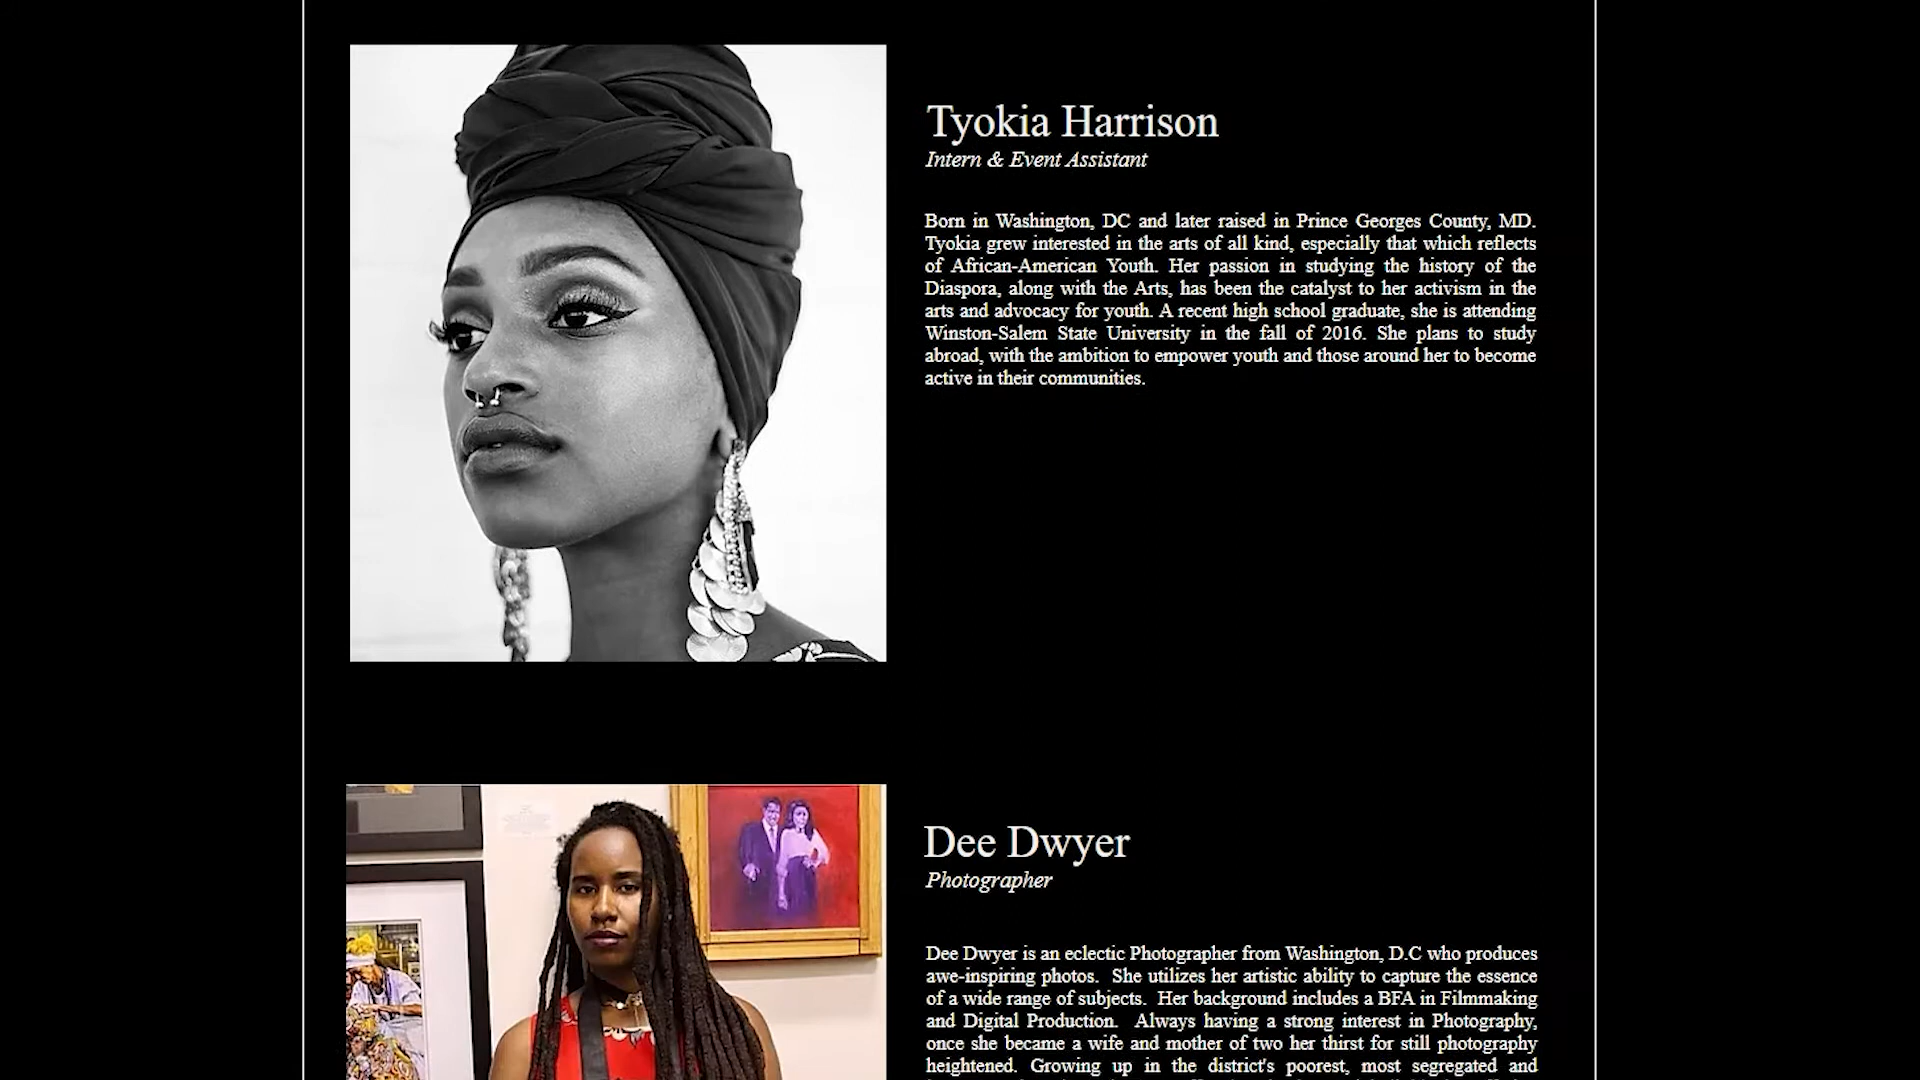 Tyokia Harrison
Intern & Event Assistant
Born in Washington, DC and later raised in Prince Georges County, MD.
Tyokia grew interested in the arts of all kind, especially that which reflects
of African-American Youth. Her passion in studying the history of the
Diaspora, along with the Arts, has been the catalyst to her activism in the
arts and advocacy for youth. A recent high school graduate, she is attending
Winston-Salem State University in the fall of 2016. She plans to study
abroad, with the ambition to empower youth and those around her to become
active in their communities.
Dee Dwyer
Photographer
Dee Dwyer is an eclectic Photographer from Washington, D.C who produces
awe-inspiring photos. She utilizes her artistic ability to capture the essence
of a wide range of subjects. Her background includes a BFA in Filmmaking
and Digital Production. Always having a strong interest in Photography,
once she became a wife and mother of two her thirst for still photography
heightened. Growing up in the district's poorest, most segregated and